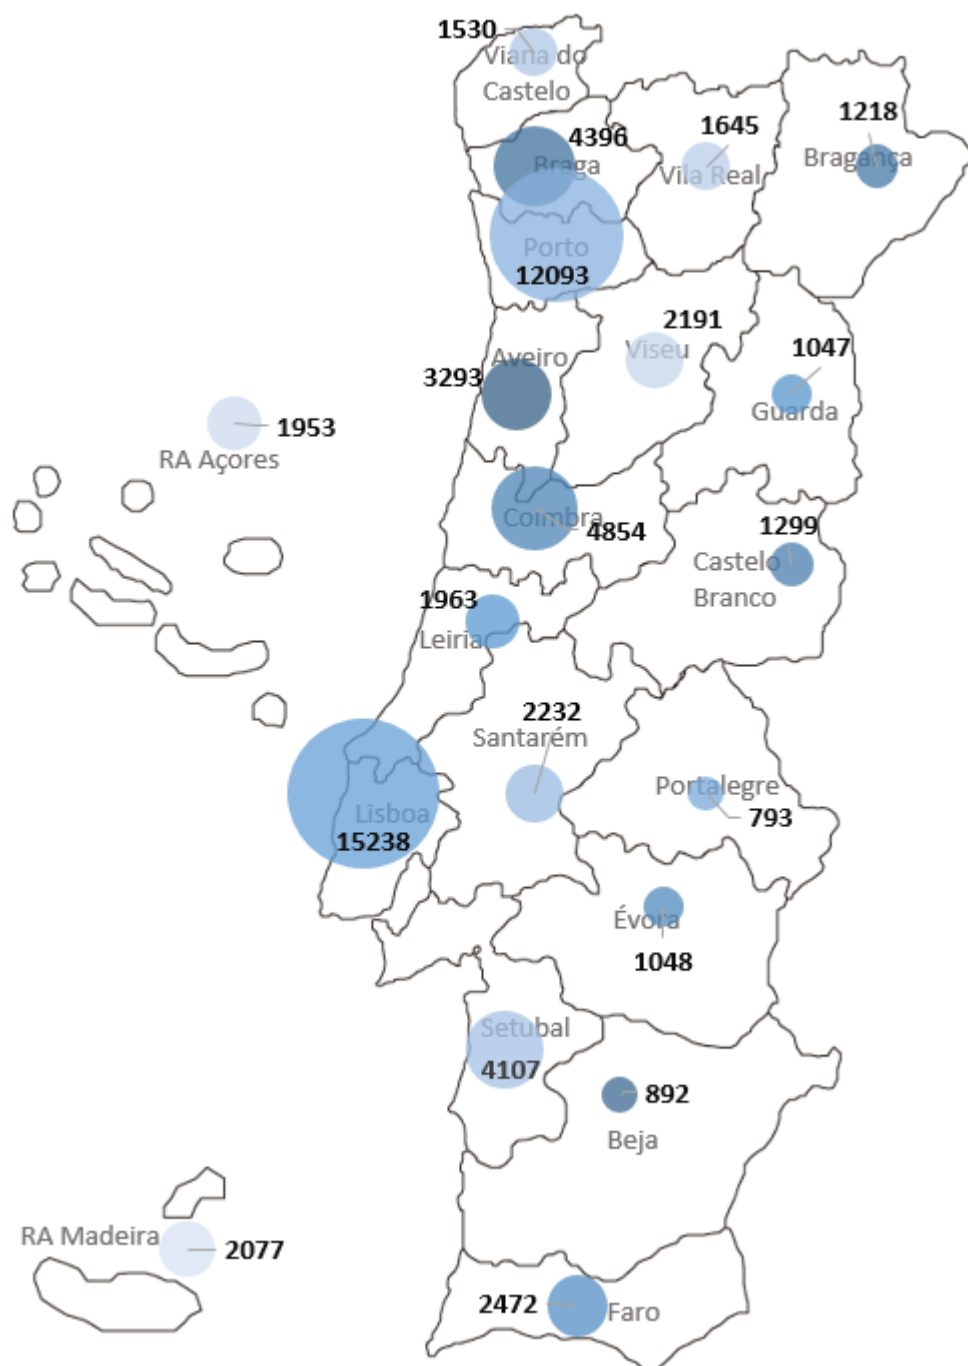 1530
Viana do
Castelo
4396
Braga
1645
Vila Real
1218
Bragança
Porto
12093
2191
Viseu
Aveiro
3293
1047
Guarda
1953
RA Açores
Coimbra
4854
1299
Castelo
Branco
1963
Leiria
2232
Santarém
Portalegre
793
Lisboa
15238
Évora
1048
Setubal
4107
892
Beja
RA Madeira
2077
2472
Faro